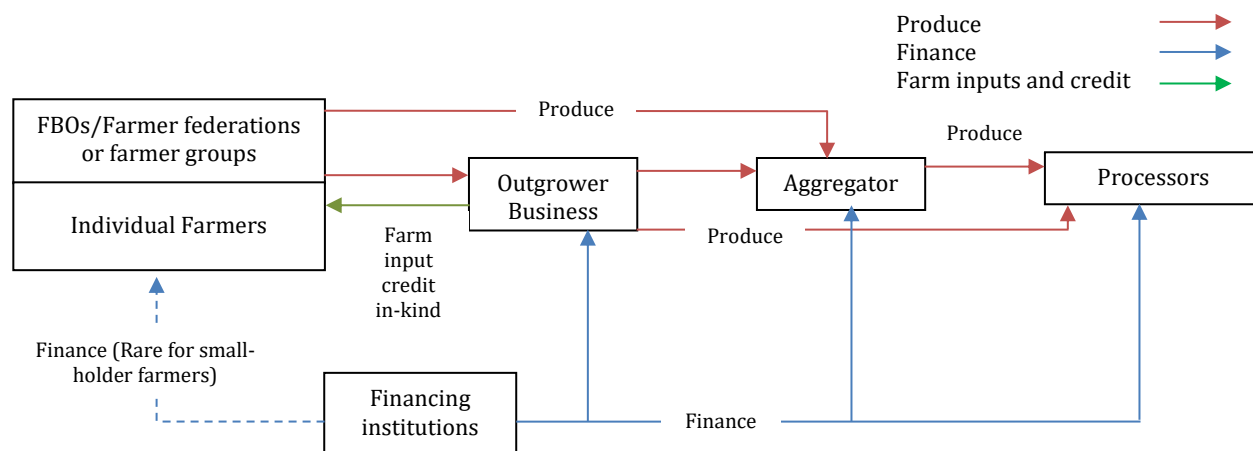 Produce
Finance
Farm inputs and credit
Produce
Produce
FBOs/Farmer federations
or farmer groups
Individual Farmers
Outgrower
Business
Aggregator
Processors
Produce
Farm
input
credit
in-kind
Finance (Rare for small-
holder farmers)
Financing
institutions
Finance